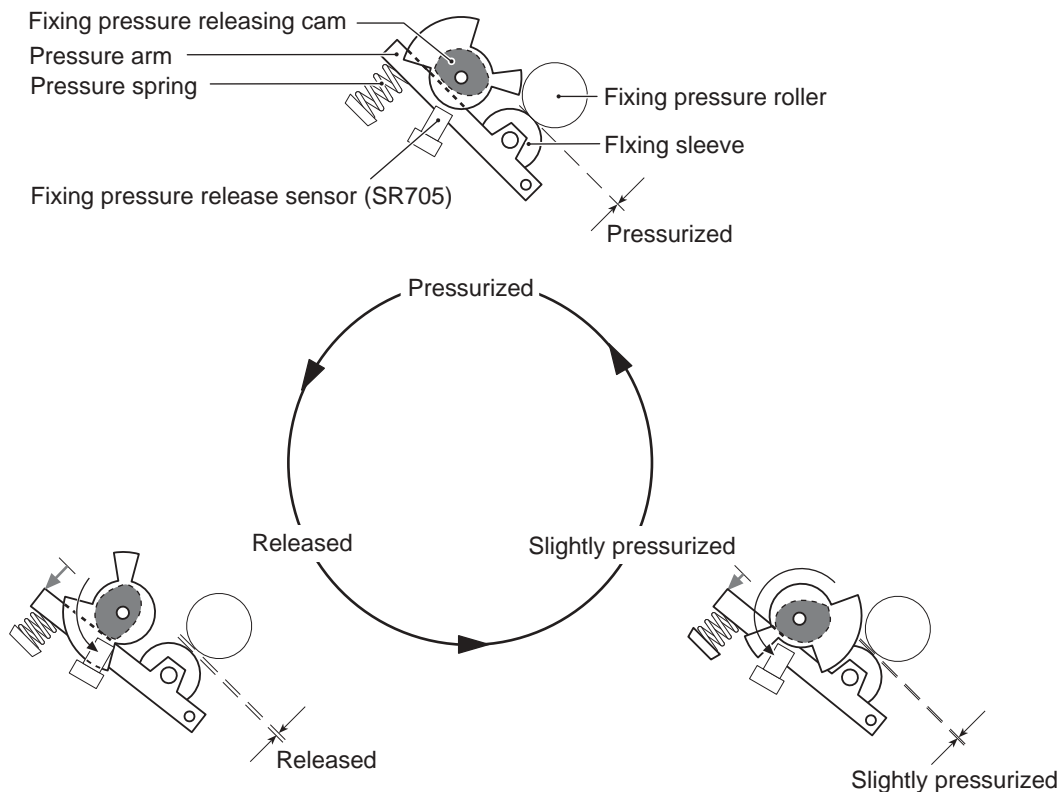 Fixing pressure releasing cam
Pressure arm
Pressure spring
Fixing pressure roller
FIxing sleeve
Fixing pressure release sensor (SR705)
Pressurized
Pressurized
Released
Slightly pressurized
Released
Slightly pressurized